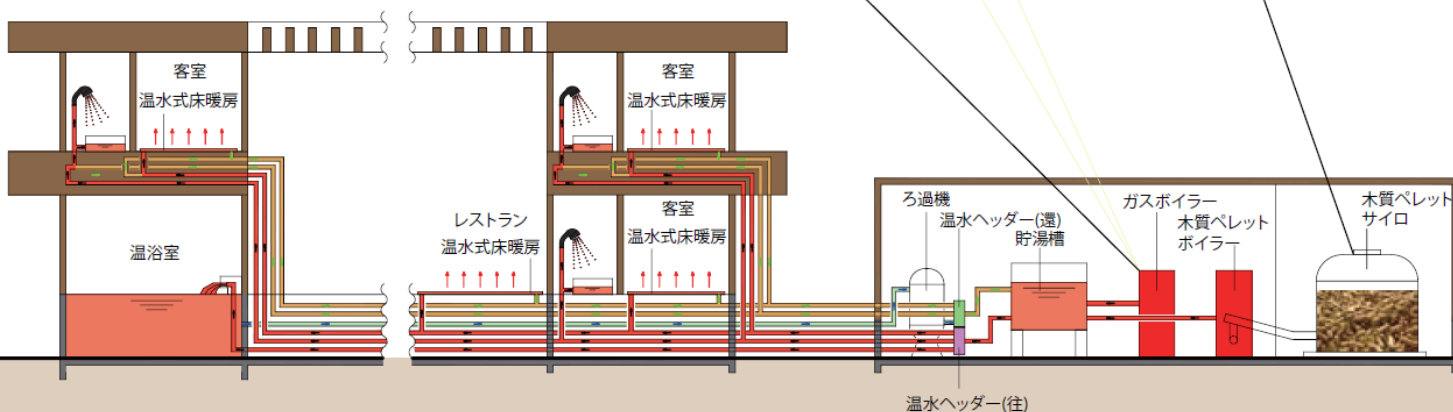 客室
温水式床暖房
客室
温水式床暖房
温浴室
レストラン
温水式床暖房
客室
温水式床暖房
ろ過機
温水ヘッダー(還)
貯湯槽
ガスボイラー
木質ペレット
ボイラー
木質ペレット
サイロ
温水ヘッダー(往)